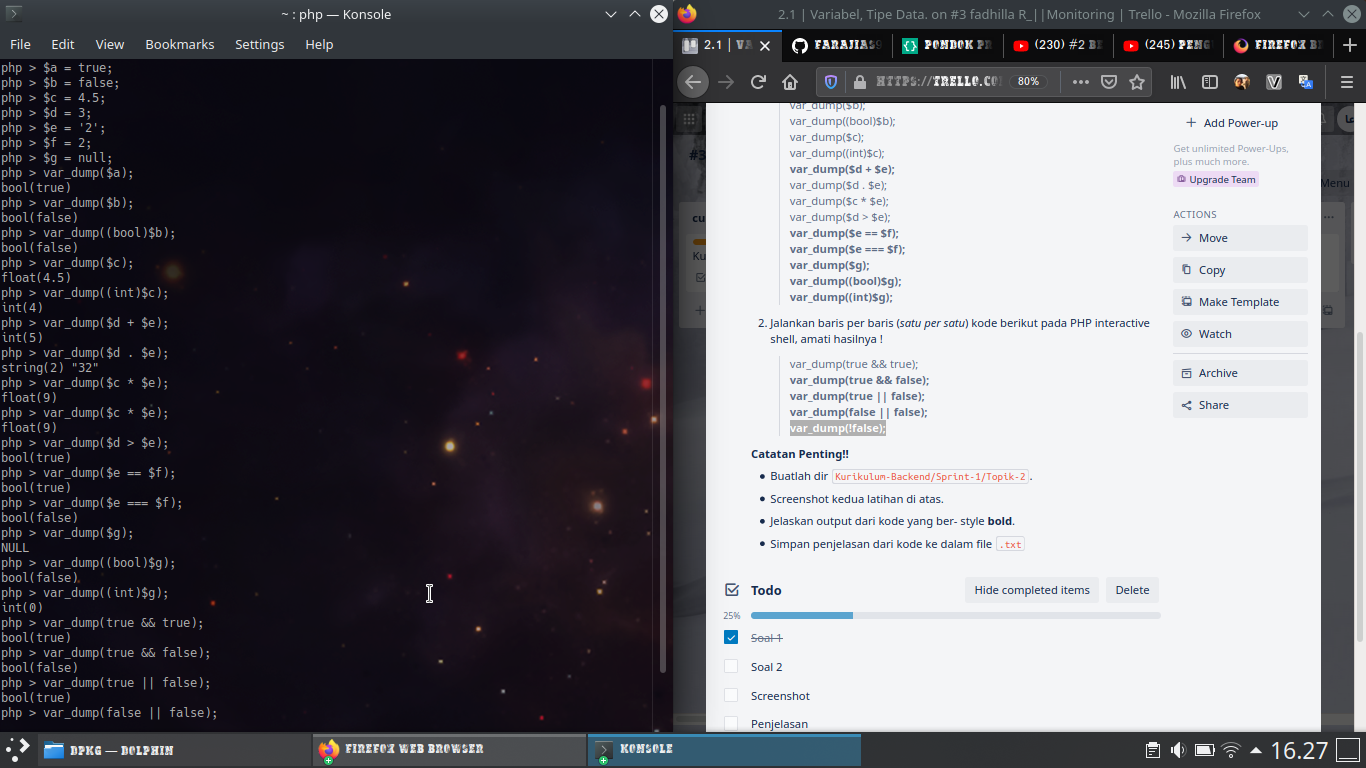 ~ : php — Konsole
File Edit View Bookmarks Settings Help
php > $a = true;
php > $b = false;
php > $c = 4.5;
php > $d = 3;
php > $e = '2';
php > $f = 2;
php > $g = null;
php > var_dump($a);
bool(true)
php > var_dump($b);
bool(false)
php > var_dump((bool)$b);
bool(false)
php > var_dump($c);
float(4.5)
php > var_dump((int)$c);
int(4)
php > var_dump($d + $e);
int(5)
php > var_dump($d . $e);
string(2) "32"
php > var_dump($c * $e);
float(9)
php > var_dump($c * $e);
float(9)
php > var_dump($d > $e);
bool(true)
php > var_dump($e == $f);
bool(true)
php > var_dump($e === $f);
bool(false)
php > var_dump($g);
NULL
php > var_dump((bool)$g);
bool(false)
php > var_dump((int)$g);
int(0)
php > var_dump(true && true);
bool(true)
php > var_dump(true && false);
bool(false)
php > var_dump(true || false);
bool(true)
php > var_dump(false || false);
2.1 | Variabel, Tipe Data. on #3 fadhilla R_||Monitoring | Trello - Mozilla Firefox
2.1 | VA FARAJIAS9 PONDOK PR (230) #2 BE (245) PENG FIREFOX BR
HTTPS://TRELLO.CO 80%
#3
Menu
cu
Ku
var_dump($b);
var_dump((bool)$b);
var_dump($c);
var_dump((int)$c);
var_dump($d + $e);
var_dump($d . $e);
var_dump($c * $e);
var_dump($d > $e);
var_dump($e == $f);
var_dump($e === $f);
var_dump($g);
var_dump((bool)$g);
var_dump((int)$g);
2. Jalankan baris per baris (satu per satu) kode berikut pada PHP interactive
shell, amati hasilnya !
var_dump(true && true);
var_dump(true && false);
var_dump(true || false);
var_dump(false || false);
var_dump(!false);
Catatan Penting!!
• Buatlah dir Kurikulum-Backend/Sprint-1/Topik-2.
• Screenshot kedua latihan di atas.
• Jelaskan output dari kode yang ber- style bold.
• Simpan penjelasan dari kode ke dalam file .txt
Todo Hide completed items Delete
25%
Soal 1
Soal 2
Screenshot
Penjelasan
+ Add Power-up
Get unlimited Power-Ups,
plus much more.
Upgrade Team
ACTIONS
Move
Copy
Make Template
Watch
Archive
Share
DPKG — DOLPHIN FIREFOX WEB BROWSER KONSOLE 16.27